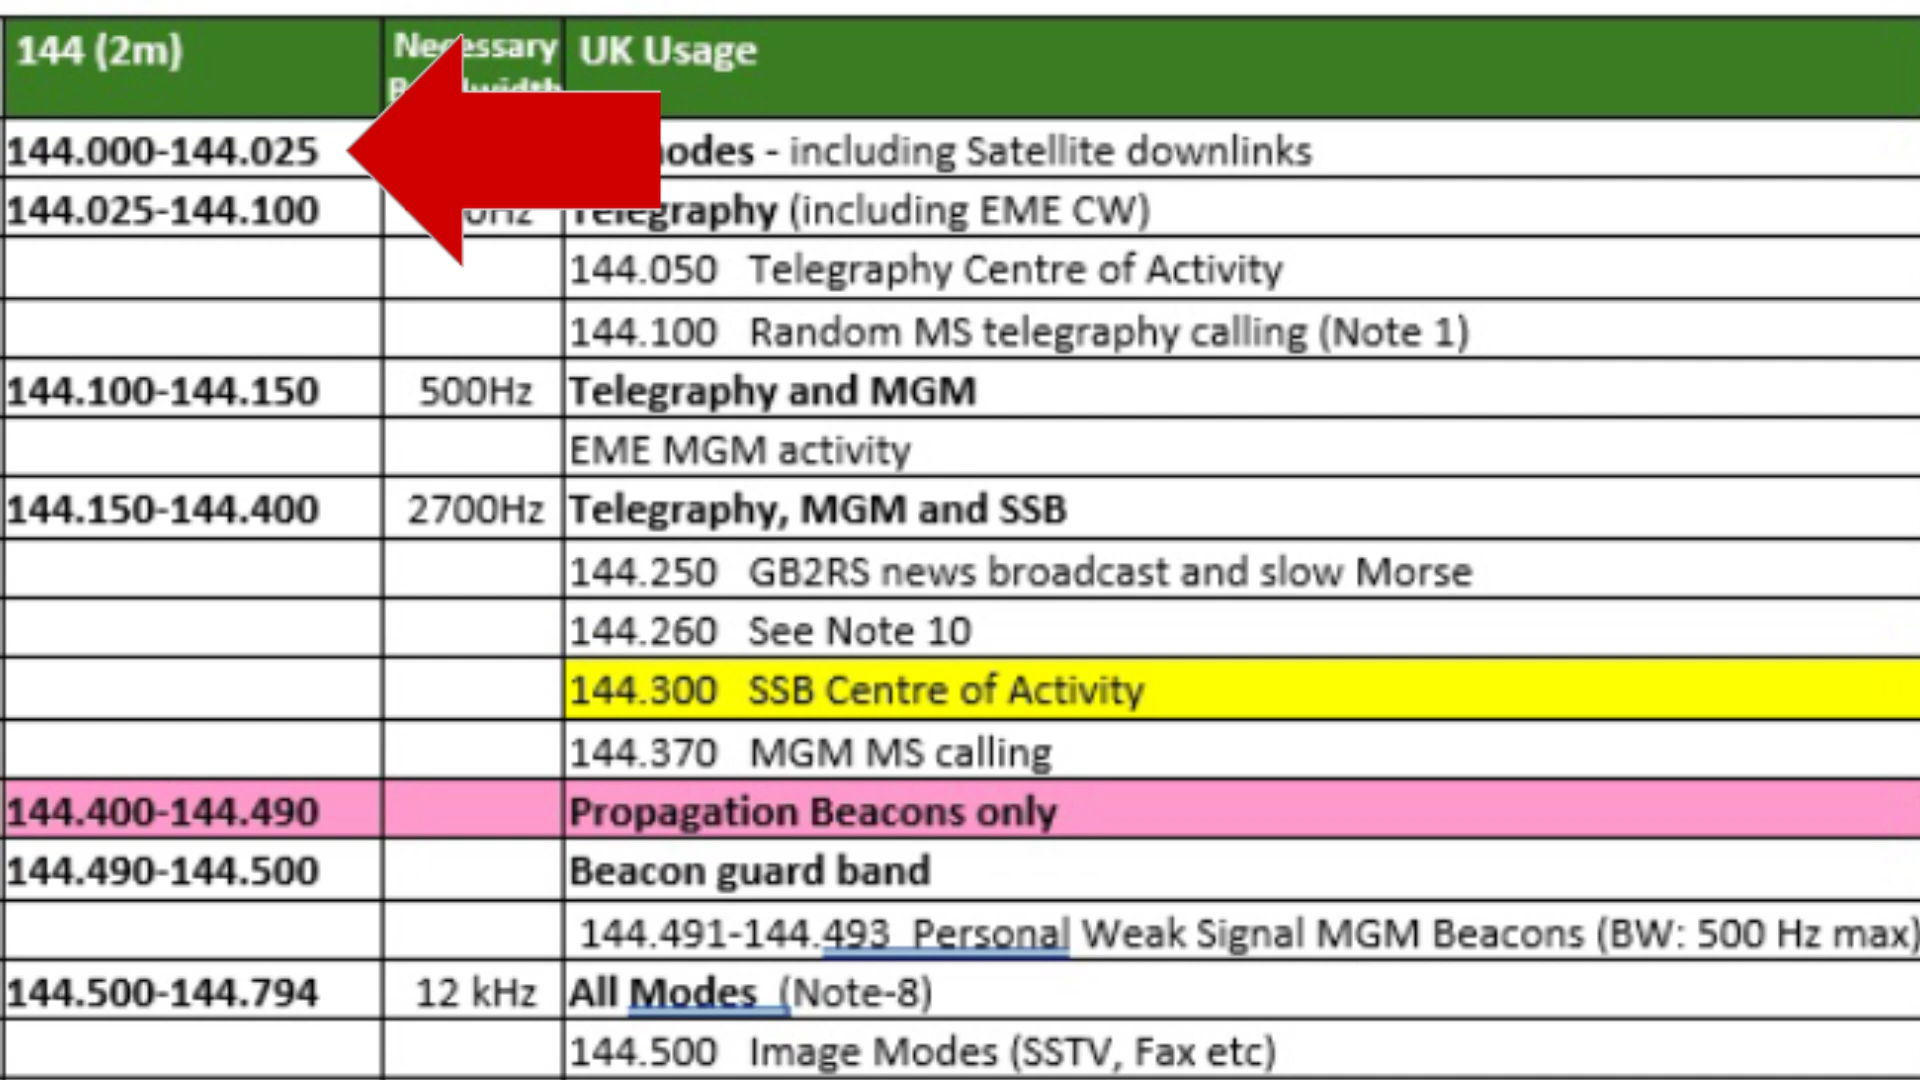 144 (2m) Necessary UK Usage
144.000-144.025 - including Satellite downlinks
144.025-144.100 Telegraphy (including EME CW)
144.050 Telegraphy Centre of Activity
144.100 Random MS telegraphy calling (Note 1)
144.100-144.150 500Hz Telegraphy and MGM
EME MGM activity
144.150-144.400 2700Hz Telegraphy, MGM and SSB
144.250 GB2RS news broadcast and slow Morse
144.260 See Note 10
144.300 SSB Centre of Activity
144.370 MGM MS calling
144.400-144.490 Propagation Beacons only
144.490-144.500 Beacon guard band
144.491-144.493 Personal Weak Signal MGM Beacons (BW: 500 Hz max)
144.500-144.794 12 kHz All Modes (Note-8)
144.500 Image Modes (SSTV, Fax etc)